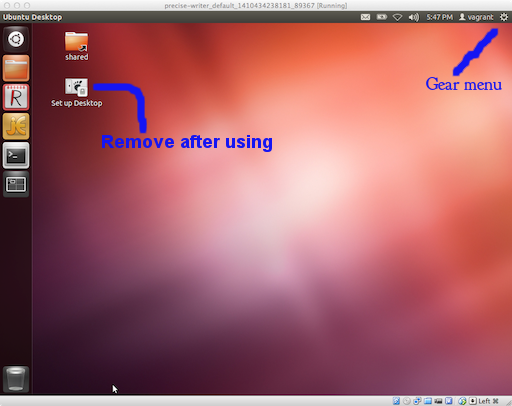 precise-writer_default_1410434238181_89367 [Running]
Ubuntu Desktop
5:47 PM
vagrant
shared
Gear menu
Set up Desktop
Remove after using
Left ⌘